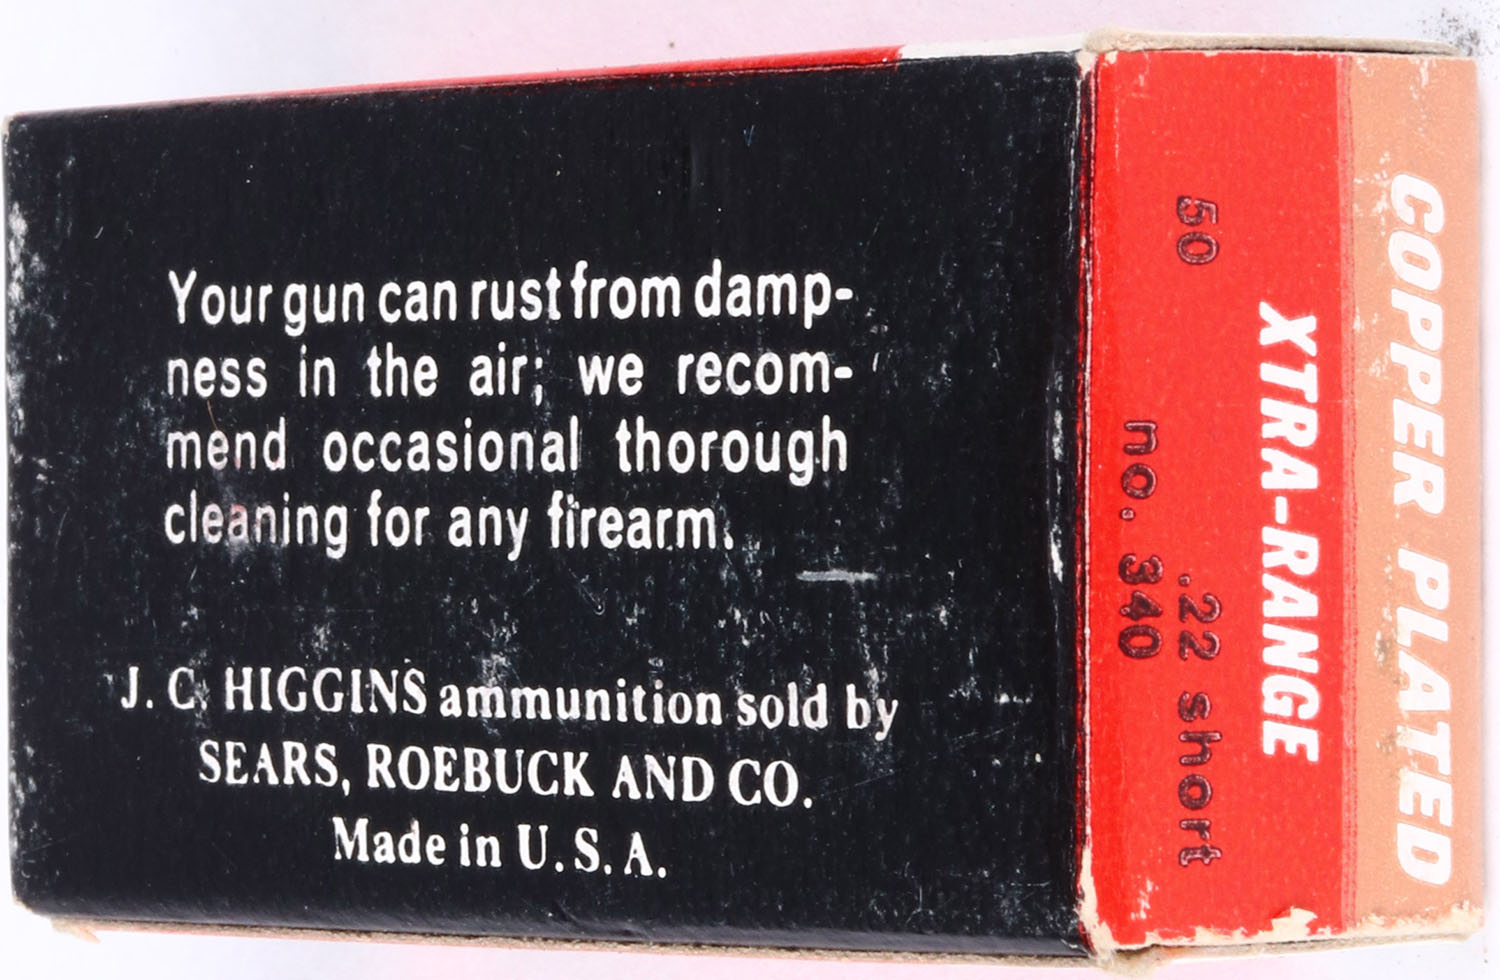 Your gun can rust from damp-
ness in the air; we recom-
mend occasional thorough
cleaning for any firearm.
J. C. HIGGINS ammunition sold by
SEARS, ROEBUCK AND CO.
Made in U. S. A.
COPPER PLATED
XTRA-RANGE
50 .22 short
no. 340